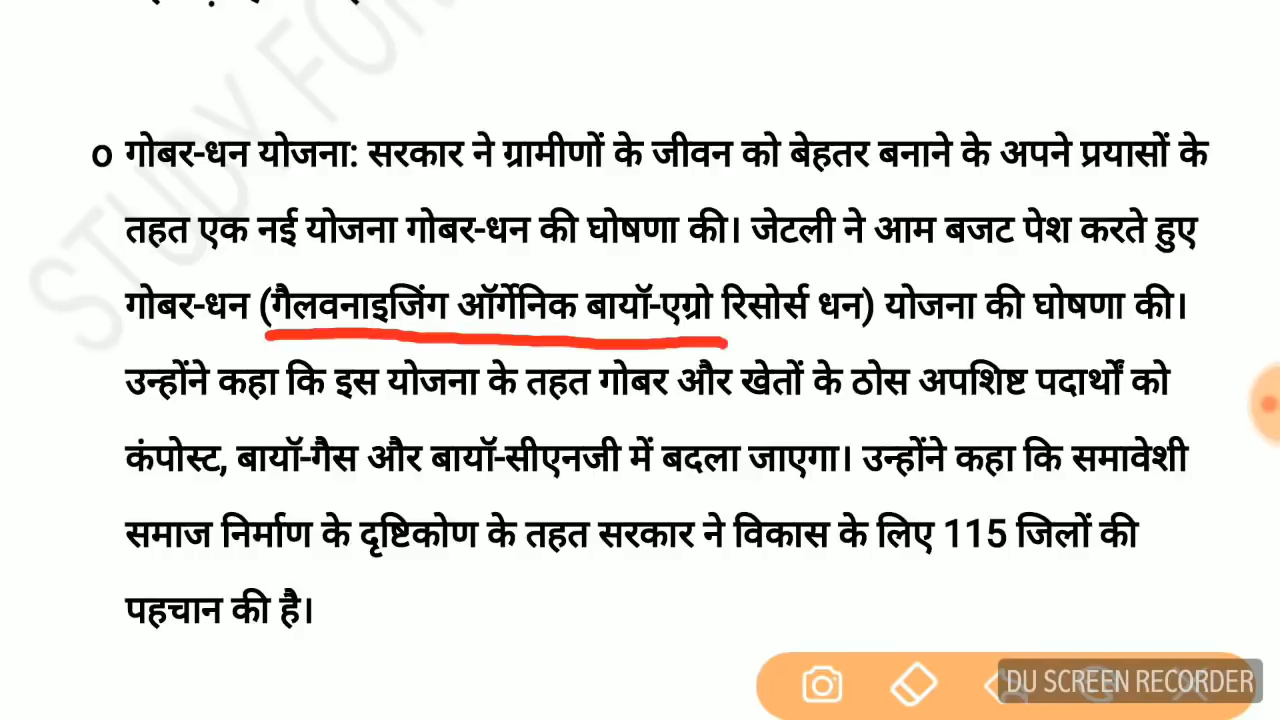 STUDY FOR
o गोबर-धन योजना: सरकार ने ग्रामीणों के जीवन को बेहतर बनाने के अपने प्रयासों के
तहत एक नई योजना गोबर-धन की घोषणा की। जेटली ने आम बजट पेश करते हुए
गोबर-धन (गैलवनाइजिंग ऑर्गेनिक बायॉ-एग्रो रिसोर्स धन) योजना की घोषणा की।
उन्होंने कहा कि इस योजना के तहत गोबर और खेतों के ठोस अपशिष्ट पदार्थों को
कंपोस्ट, बायॉ-गैस और बायॉ-सीएनजी में बदला जाएगा। उन्होंने कहा कि समावेशी
समाज निर्माण के दृष्टिकोण के तहत सरकार ने विकास के लिए 115 जिलों की
पहचान की है।
DU SCREEN RECORDER